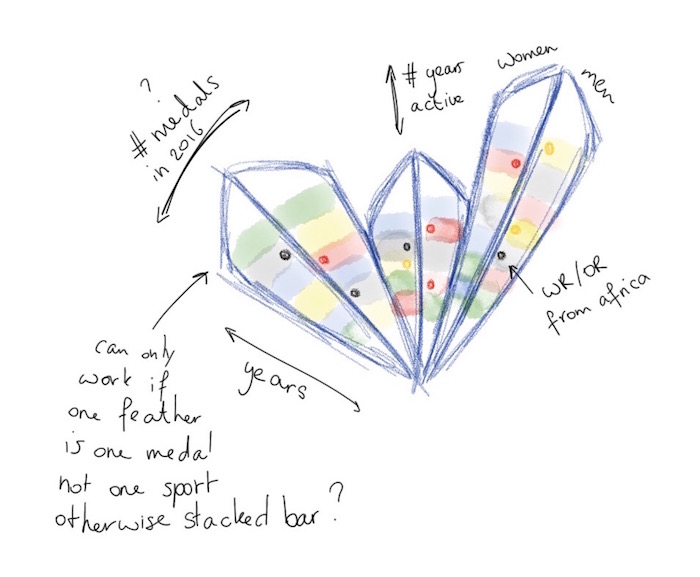 ?
# medals
in 2016
# years
active
women
men
WR/OR
from africa
years
can only
work if
one feather
is one medal
not one sport
otherwise stacked bar?